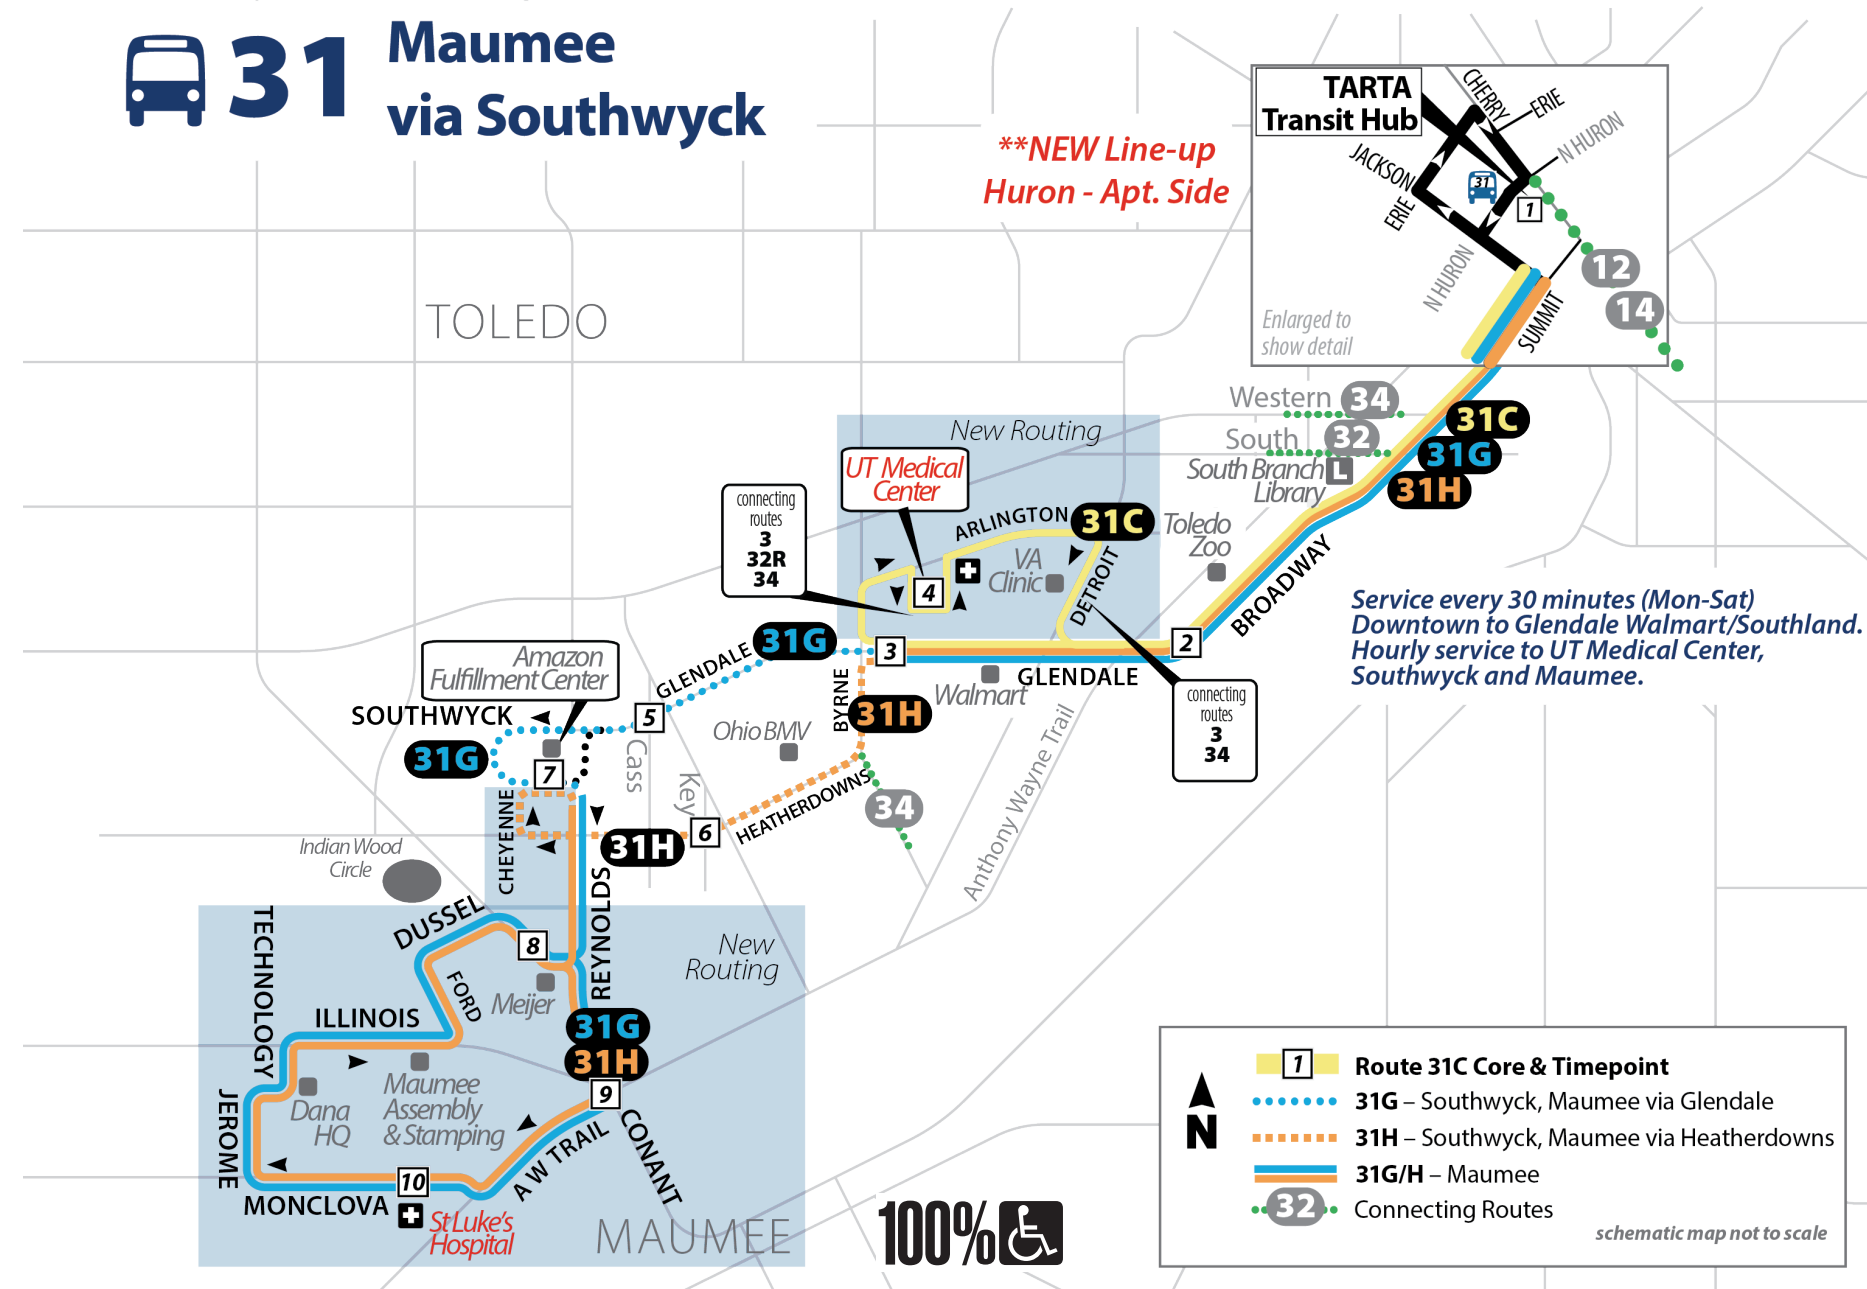 31
Maumee
via Southwyck
**NEW Line-up
Huron - Apt. Side
TARTA
Transit Hub
CHERRY
ERIE
N HURON
JACKSON
ERIE
31
1
N HURON
12
14
SUMMIT
Enlarged to
show detail
TOLEDO
Western 34
South 32
South Branch L
Library
31C
31G
31H
New Routing
UT Medical
Center
connecting
routes
3
32R
34
ARLINGTON
31C
Toledo
Zoo
VA
Clinic
4
DETROIT
BROADWAY
Service every 30 minutes (Mon-Sat)
Downtown to Glendale Walmart/Southland.
Hourly service to UT Medical Center,
Southwyck and Maumee.
2
3
31G
GLENDALE
Walmart
GLENDALE
connecting
routes
3
34
Amazon
Fulfillment Center
SOUTHWYCK
5
BYRNE
31H
Ohio BMV
31G
7
Cass
Key
HEATHERDOWNS
34
Anthony Wayne Trail
6
31H
CHEYENNE
Indian Wood
Circle
REYNOLDS
DUSSEL
8
TECHNOLOGY
FORD
Meijer
New
Routing
ILLINOIS
31G
31H
9
Dana
HQ
Maumee
Assembly
& Stamping
JEROME
A W TRAIL
CONANT
10
MONCLOVA
St Luke's
Hospital
MAUMEE
100%
N
1 Route 31C Core & Timepoint
31G – Southwyck, Maumee via Glendale
31H – Southwyck, Maumee via Heatherdowns
31G/H – Maumee
32 Connecting Routes
schematic map not to scale